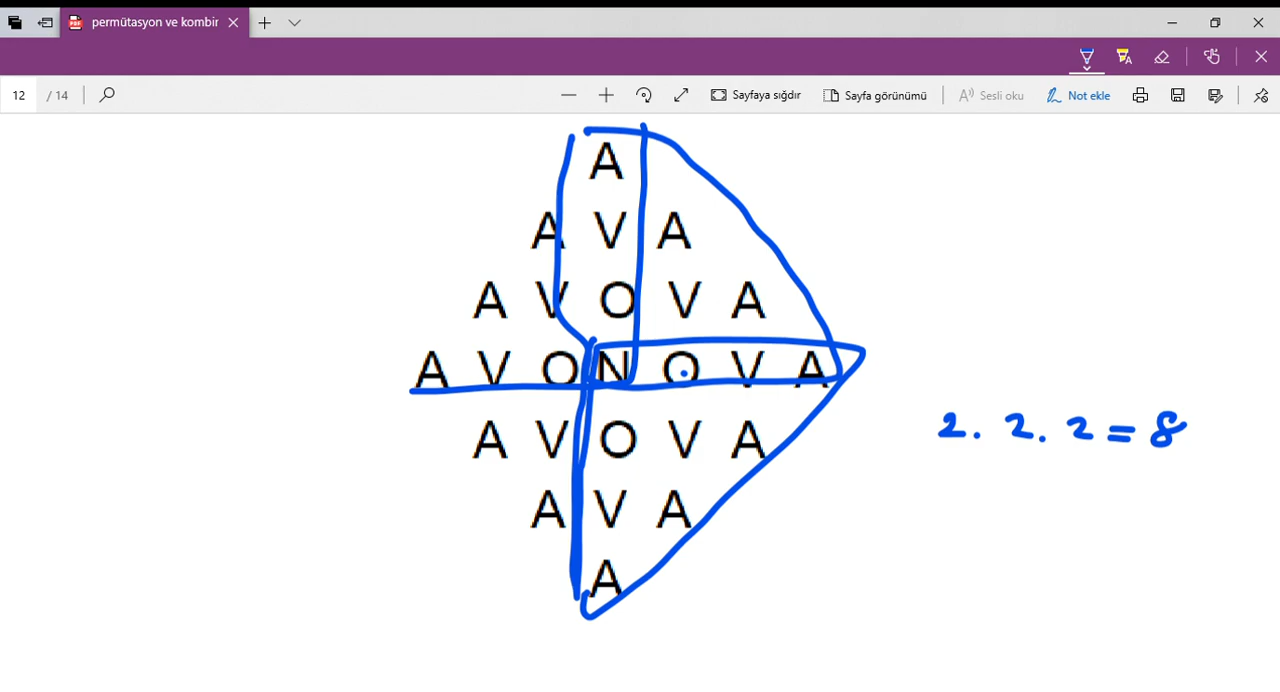 permütasyon ve kombir
12 / 14
Sayfaya sığdır
Sayfa görünümü
Sesli oku
Not ekle
A
A V A
A V O V A
A V O N O V A
A V O V A
A V A
A
2 . 2 . 2 = 8